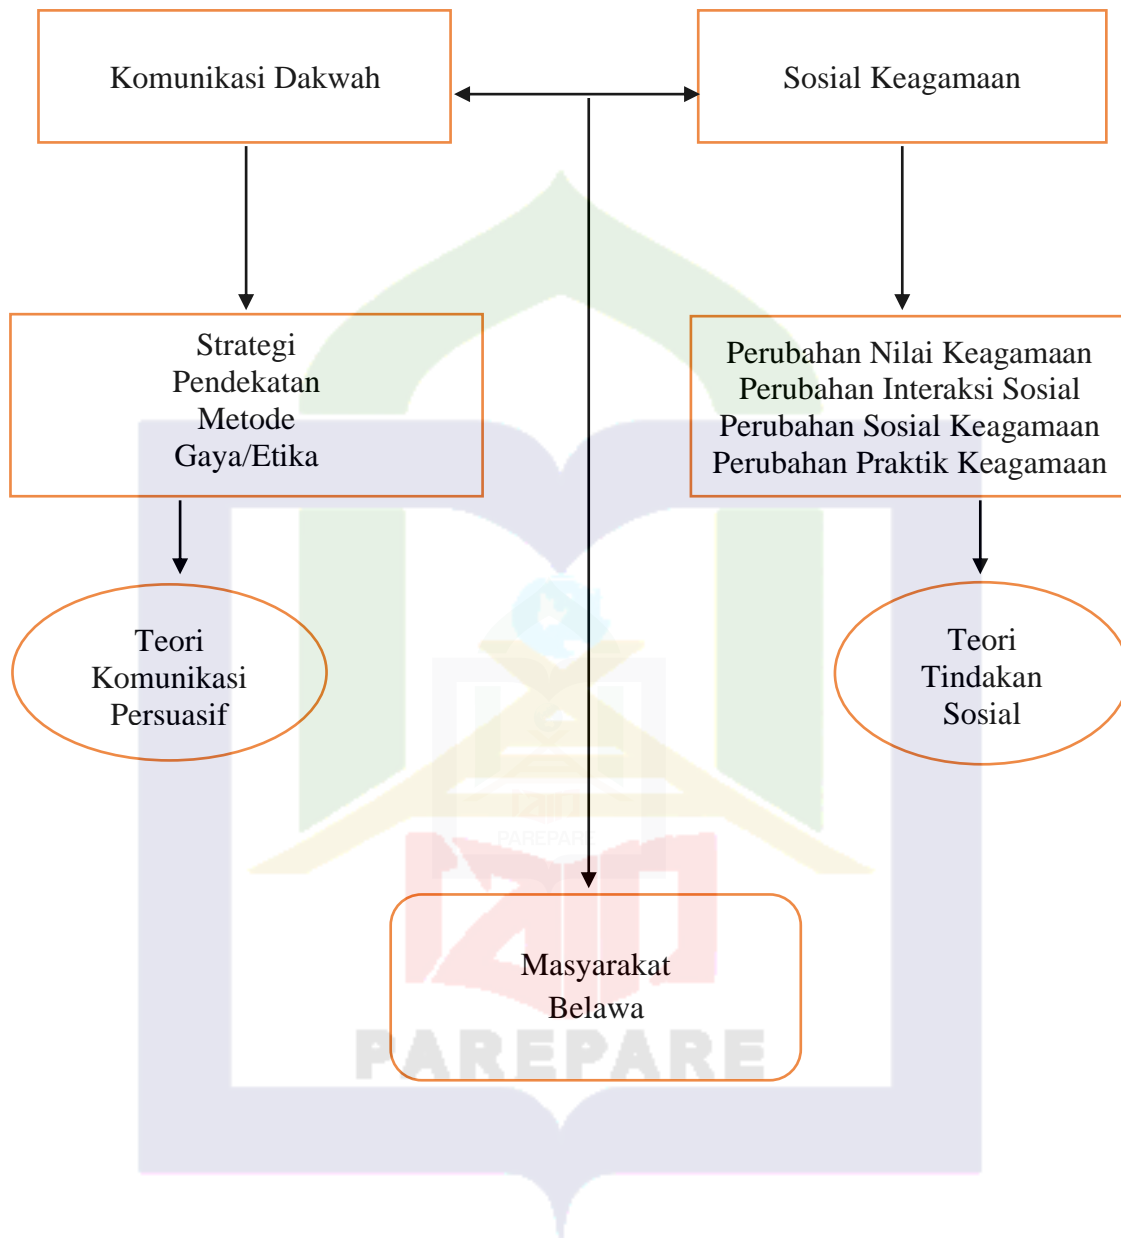 Komunikasi Dakwah
Sosial Keagamaan
Strategi
Pendekatan
Metode
Gaya/Etika
Perubahan Nilai Keagamaan
Perubahan Interaksi Sosial
Perubahan Sosial Keagamaan
Perubahan Praktik Keagamaan
Teori
Komunikasi
Persuasif
Teori
Tindakan
Sosial
PAREPARE
Masyarakat
Belawa
PAREPARE